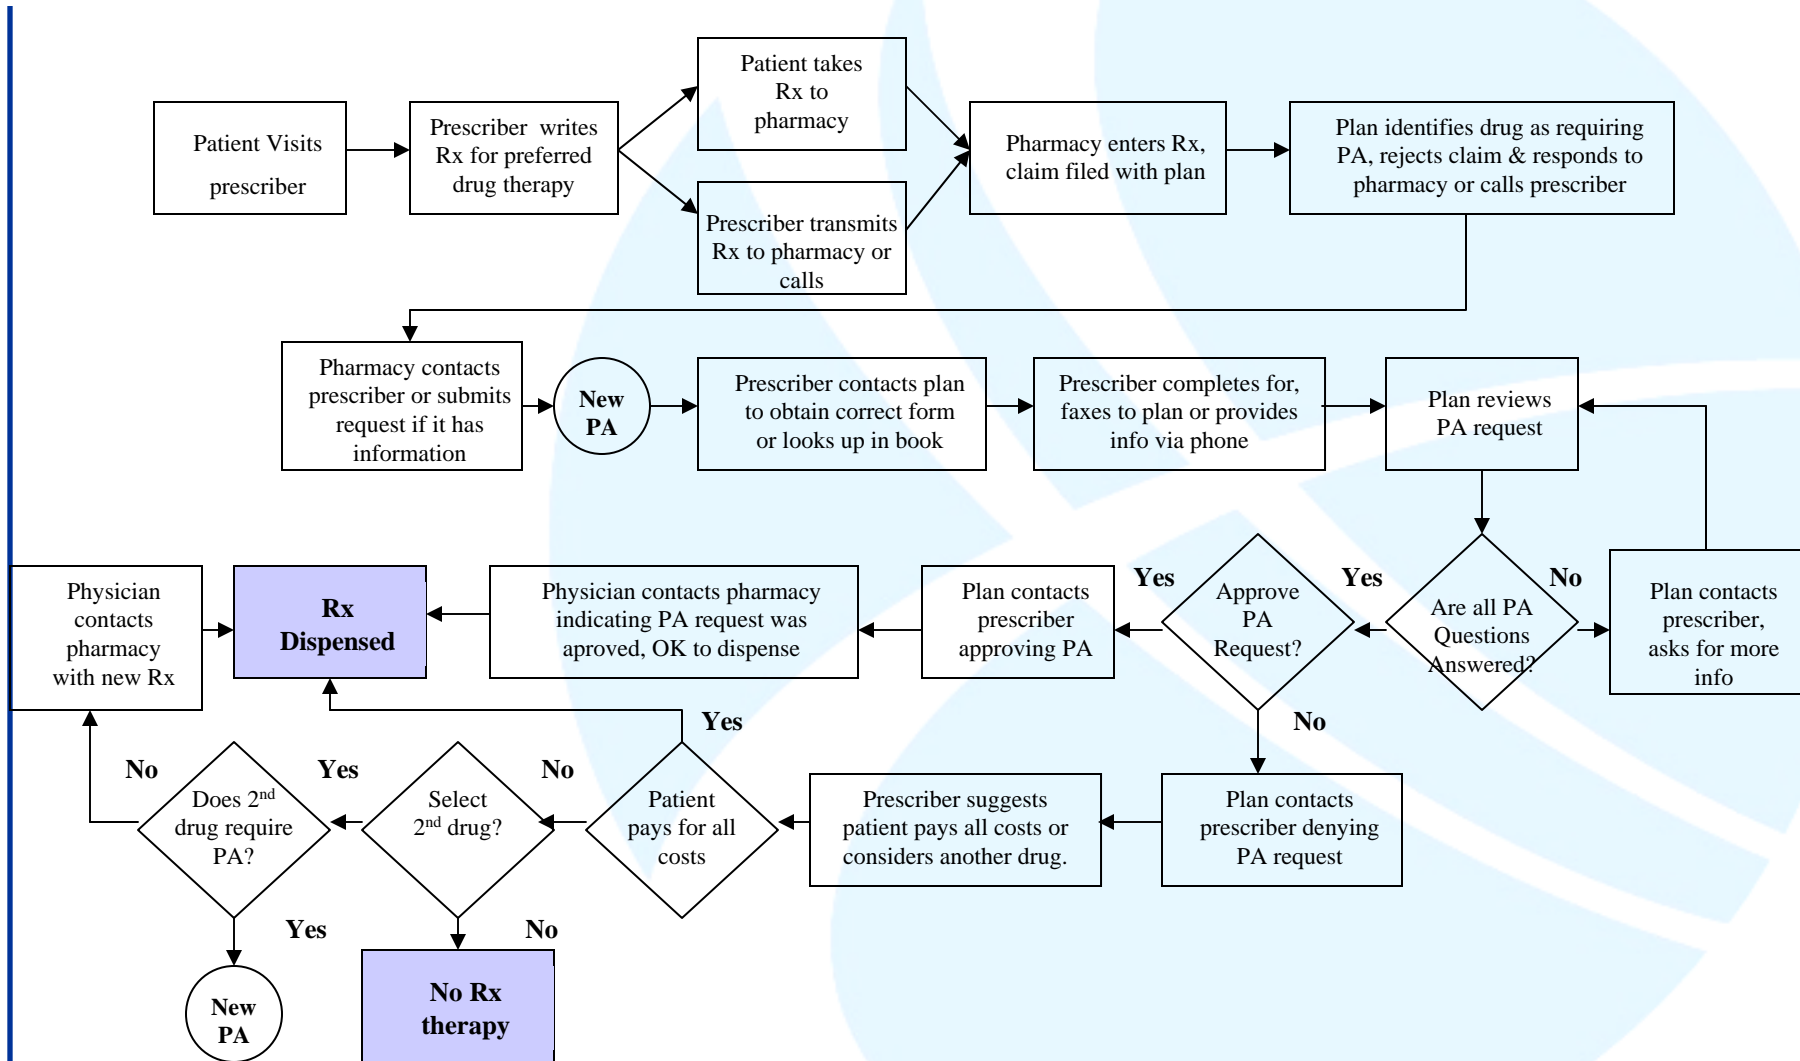 Patient Visits
prescriber
Prescriber writes
Rx for preferred
drug therapy
Patient takes
Rx to
pharmacy
Prescriber transmits
Rx to pharmacy or
calls
Pharmacy enters Rx,
claim filed with plan
Plan identifies drug as requiring
PA, rejects claim & responds to
pharmacy or calls prescriber
Pharmacy contacts
prescriber or submits
request if it has
information
New
PA
Prescriber contacts plan
to obtain correct form
or looks up in book
Prescriber completes for,
faxes to plan or provides
info via phone
Plan reviews
PA request
Are all PA
Questions
Answered?
No
Plan contacts
prescriber,
asks for more
info
Yes
Approve
PA
Request?
Yes
Plan contacts
prescriber
approving PA
Physician contacts pharmacy
indicating PA request was
aproved, OK to dispense
Rx
Dispensed
Physician
contacts
pharmacy
with new Rx
No
Plan contacts
prescriber denying
PA request
Prescriber suggests
patient pays all costs or
considers another drug.
Patient
pays for all
costs
Yes
No
Select
2nd drug?
Yes
Does 2nd
drug require
PA?
No
Yes
New
PA
No
No Rx
therapy